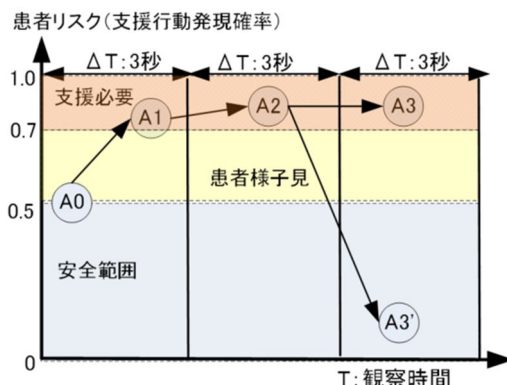 患者リスク(支援行動発現確率)
ΔT:3秒 ΔT:3秒 ΔT:3秒
1.0
支援必要
A1 A2 A3
0.7
患者様子見
A0
0.5
安全範囲
A3'
0
T:観察時間